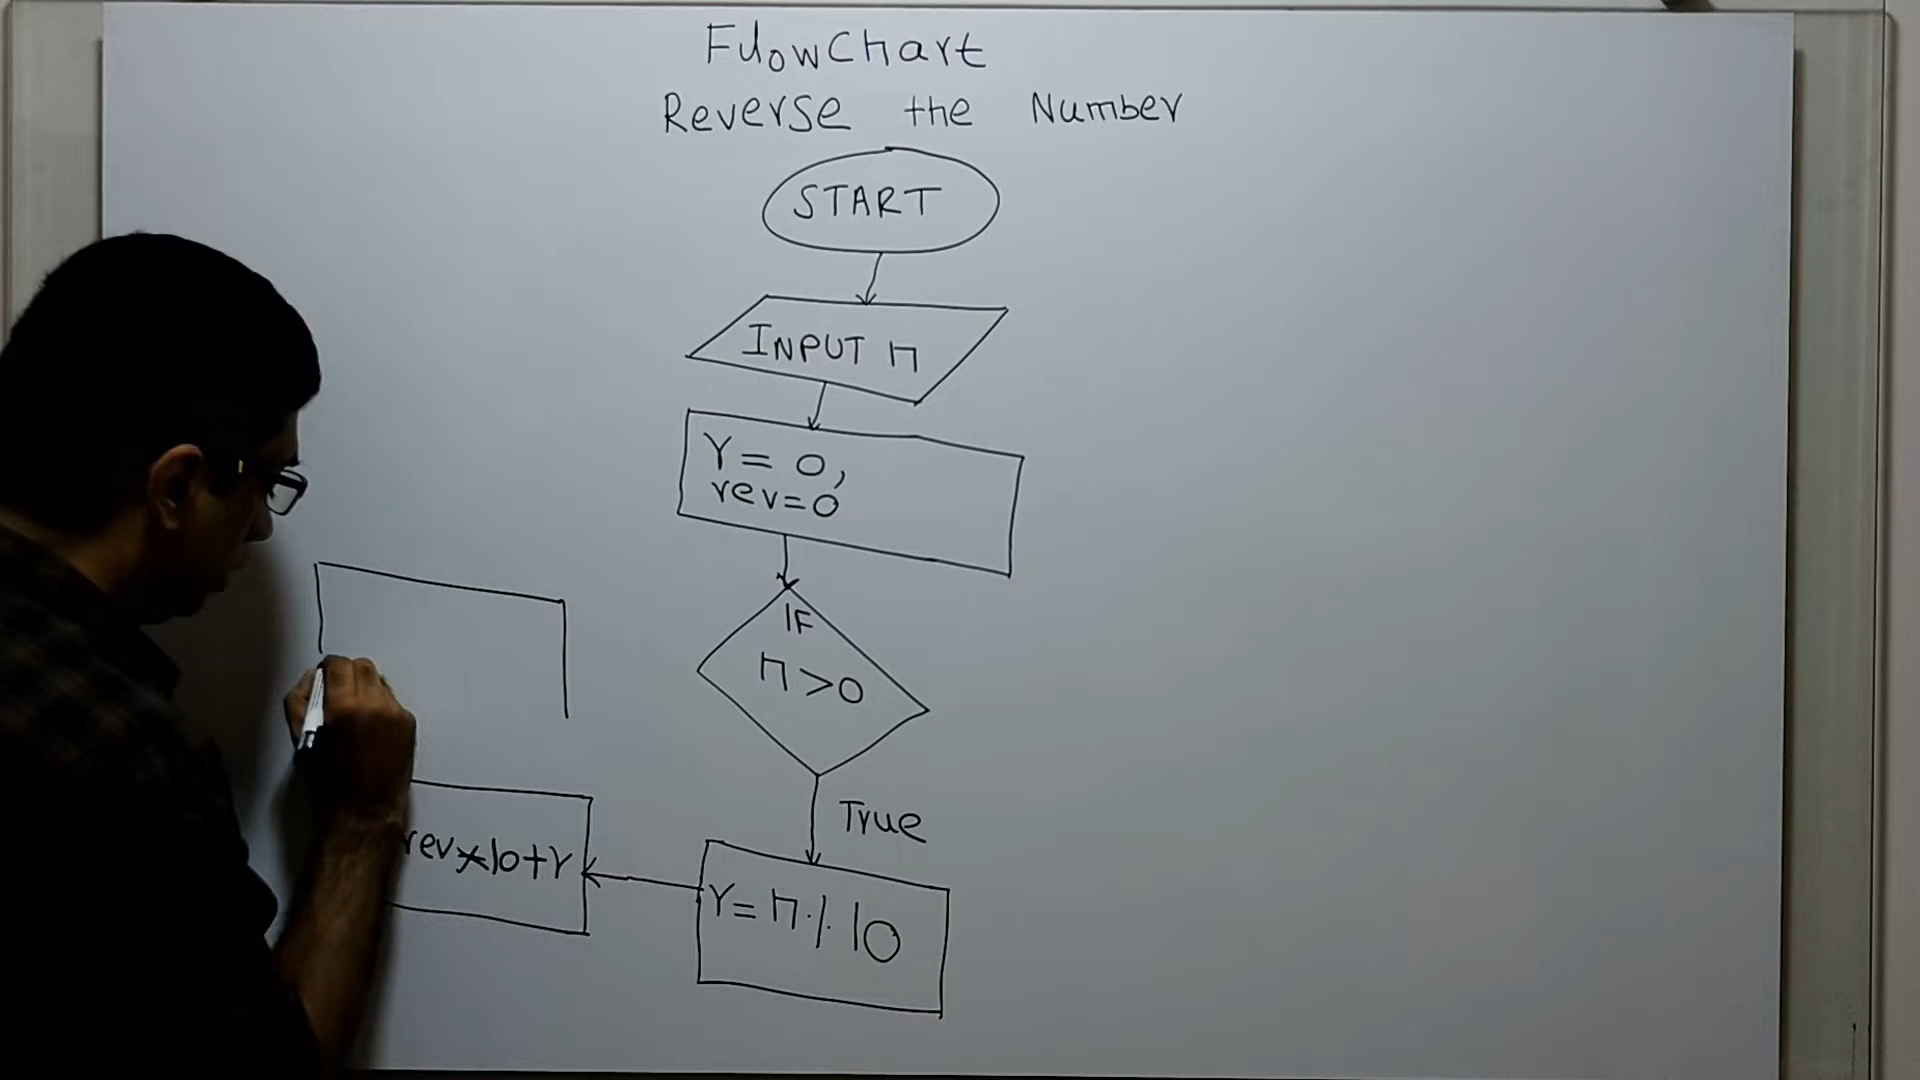 FlowChart
Reverse the Number
START
INPUT n
r = 0,
rev=0
IF
n>0
True
rev*10+r
r=n%10